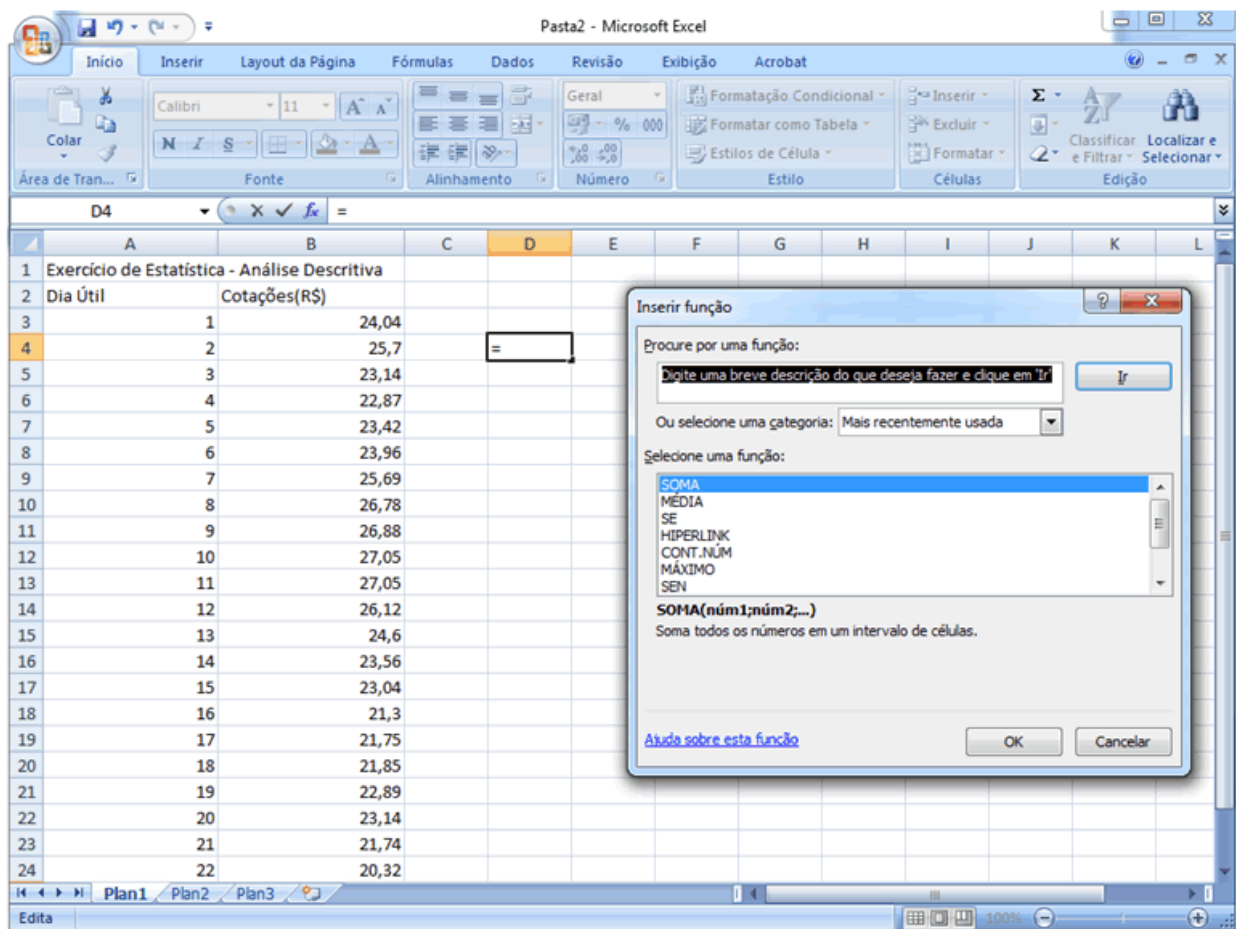 Pasta2 - Microsoft Excel
Início Inserir Layout da Página Fórmulas Dados Revisão Exibição Acrobat
Colar
Área de Tran...
Calibri 11
N I S
Fonte
Alinhamento
Geral
% 000
Número
Formatação Condicional
Formatar como Tabela
Estilos de Célula
Estilo
Inserir
Excluir
Formatar
Células
Σ
Classificar e Filtrar
Localizar e Selecionar
Edição
D4 fx =
A B C D E F G H I J K L
1 Exercício de Estatística - Análise Descritiva
2 Dia Útil Cotações(R$)
3 1 24,04
4 2 25,7 =
5 3 23,14
6 4 22,87
7 5 23,42
8 6 23,96
9 7 25,69
10 8 26,78
11 9 26,88
12 10 27,05
13 11 27,05
14 12 26,12
15 13 24,6
16 14 23,56
17 15 23,04
18 16 21,3
19 17 21,75
20 18 21,85
21 19 22,89
22 20 23,14
23 21 21,74
24 22 20,32
Inserir função
Procure por uma função:
Digite uma breve descrição do que deseja fazer e clique em 'Ir'
Ir
Ou selecione uma categoria: Mais recentemente usada
Selecione uma função:
SOMA
MÉDIA
SE
HIPERLINK
CONT.NÚM
MÁXIMO
SEN
SOMA(núm1;núm2;...)
Soma todos os números em um intervalo de células.
Ajuda sobre esta função
OK Cancelar
Plan1 Plan2 Plan3
Edita 100%